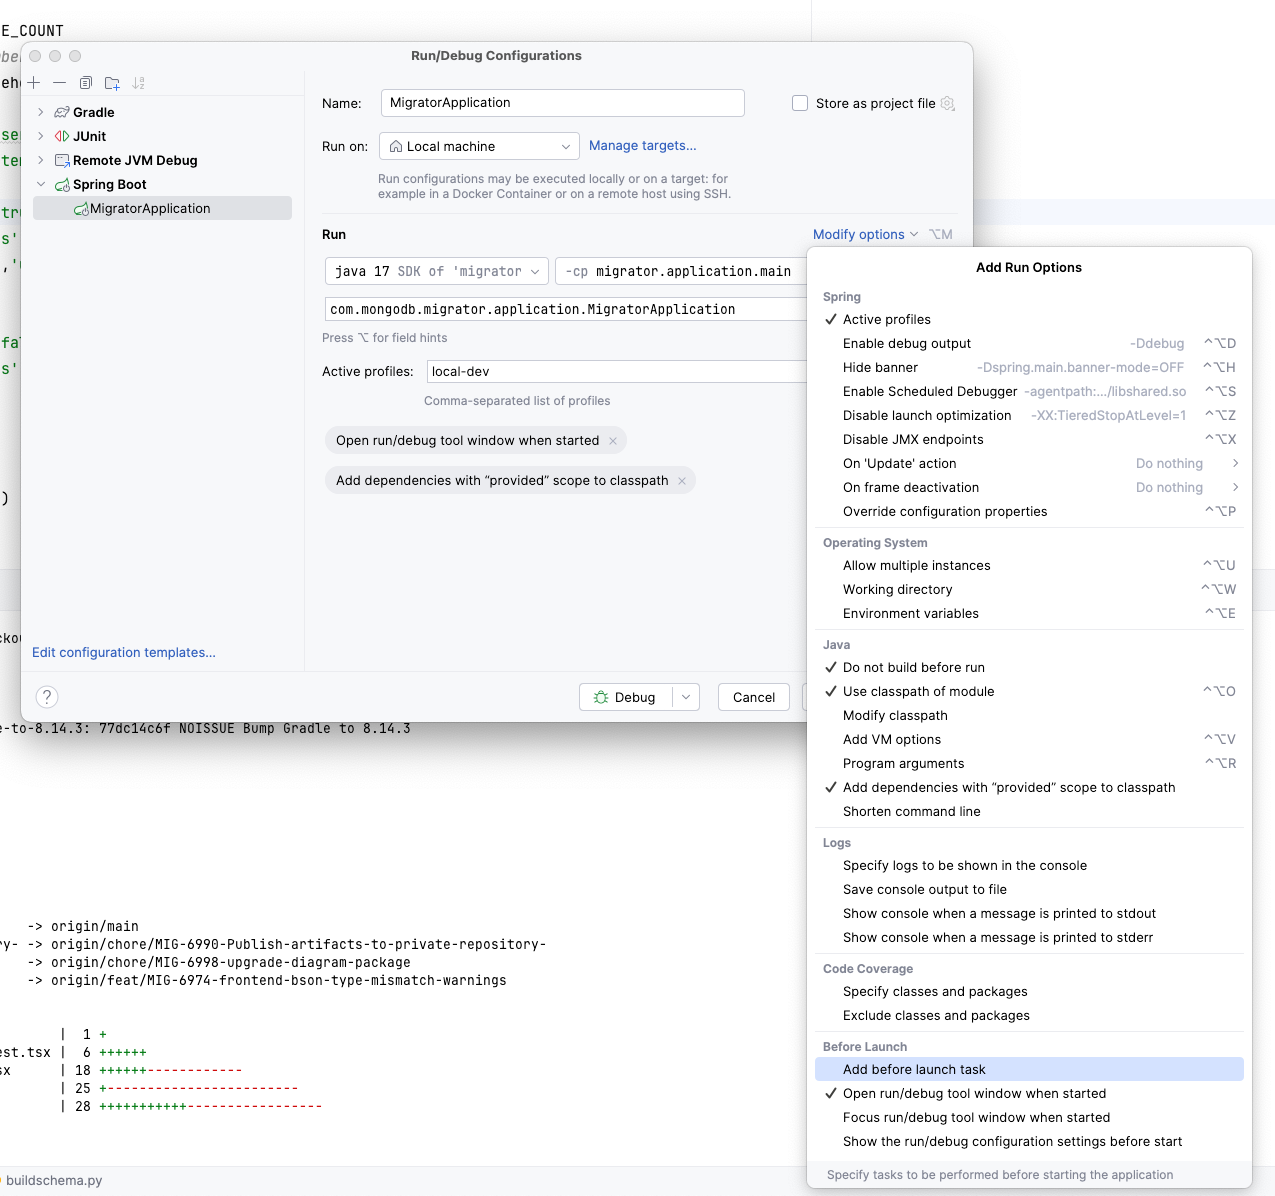 E_COUNT
Run/Debug Configurations
Gradle
JUnit
Remote JVM Debug
Spring Boot
MigratorApplication
Edit configuration templates...
Name:
MigratorApplication
Store as project file
Run on:
Local machine
Manage targets...
Run configurations may be executed locally or on a target: for
example in a Docker Container or on a remote host using SSH.
Run
Modify options
⌥M
java 17 SDK of 'migrator
-cp migrator.application.main
com.mongodb.migrator.application.MigratorApplication
Press ⌥ for field hints
Active profiles:
local-dev
Comma-separated list of profiles
Open run/debug tool window when started ×
Add dependencies with “provided” scope to classpath ×
?
Debug
Cancel
Add Run Options
Spring
✓ Active profiles
Enable debug output -Ddebug ^⌥D
Hide banner -Dspring.main.banner-mode=OFF ^⌥H
Enable Scheduled Debugger -agentpath:.../libshared.so ^⌥S
Disable launch optimization -XX:TieredStopAtLevel=1 ^⌥Z
Disable JMX endpoints ^⌥X
On 'Update' action Do nothing >
On frame deactivation Do nothing >
Override configuration properties ^⌥P
Operating System
Allow multiple instances ^⌥U
Working directory ^⌥W
Environment variables ^⌥E
Java
✓ Do not build before run
✓ Use classpath of module ^⌥O
Modify classpath
Add VM options ^⌥V
Program arguments ^⌥R
✓ Add dependencies with “provided” scope to classpath
Shorten command line
Logs
Specify logs to be shown in the console
Save console output to file
Show console when a message is printed to stdout
Show console when a message is printed to stderr
Code Coverage
Specify classes and packages
Exclude classes and packages
Before Launch
Add before launch task
✓ Open run/debug tool window when started
Focus run/debug tool window when started
Show the run/debug configuration settings before start
Specify tasks to be performed before starting the application
e-to-8.14.3: 77dc14c6f NOISSUE Bump Gradle to 8.14.3
-> origin/main
ry- -> origin/chore/MIG-6990-Publish-artifacts-to-private-repository-
-> origin/chore/MIG-6998-upgrade-diagram-package
-> origin/feat/MIG-6974-frontend-bson-type-mismatch-warnings
| 1 +
est.tsx | 6 ++++++
sx | 18 ++++++------------
| 25 +------------------------
| 28 +++++++++++-----------------
buildschema.py